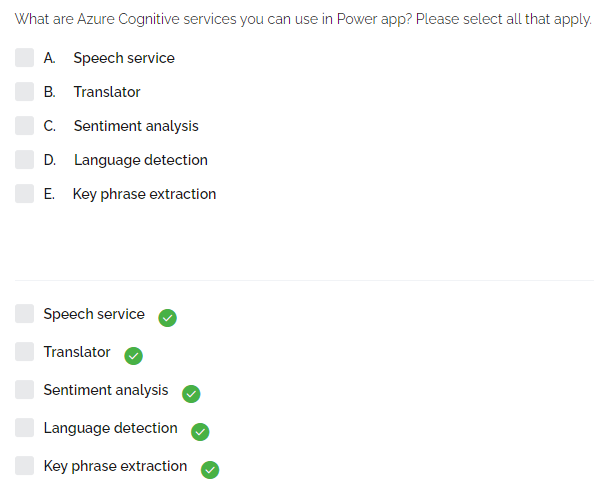 What are Azure Cognitive services you can use in Power app? Please select all that apply.
A. Speech service
B. Translator
C. Sentiment analysis
D. Language detection
E. Key phrase extraction
Speech service
Translator
Sentiment analysis
Language detection
Key phrase extraction